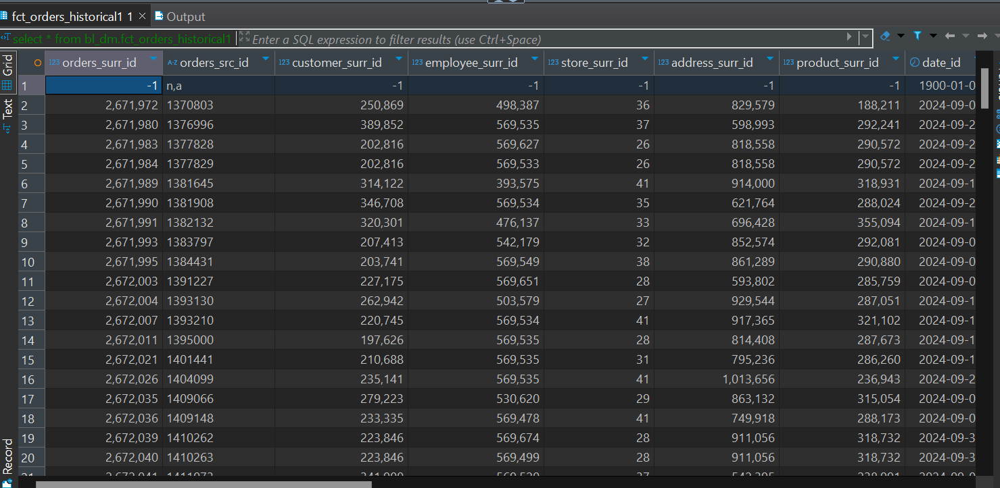 fct_orders_historical1 1 × Output
select * from bl_dm.fct_orders_historical1 Enter a SQL expression to filter results (use Ctrl+Space)
Grid
Text
Record
123 orders_surr_id A-Z orders_src_id 123 customer_surr_id 123 employee_surr_id 123 store_surr_id 123 address_surr_id 123 product_surr_id date_id
1 -1 n,a -1 -1 -1 -1 -1 1900-01-0
2 2,671,972 1370803 250,869 498,387 36 829,579 188,211 2024-09-0
3 2,671,980 1376996 389,852 569,535 37 598,993 292,241 2024-09-2
4 2,671,983 1377828 202,816 569,627 26 818,558 290,572 2024-09-2
5 2,671,984 1377829 202,816 569,533 26 818,558 290,572 2024-09-2
6 2,671,989 1381645 314,122 393,575 41 914,000 318,931 2024-09-1
7 2,671,990 1381908 346,708 569,534 35 621,764 288,024 2024-09-2
8 2,671,991 1382132 320,301 476,137 33 696,428 355,094 2024-09-1
9 2,671,993 1383797 207,413 542,179 32 852,574 292,081 2024-09-0
10 2,671,995 1384431 203,741 569,549 38 861,289 290,880 2024-09-0
11 2,672,003 1391227 227,175 569,651 28 593,802 285,759 2024-09-0
12 2,672,004 1393130 262,942 503,579 27 929,544 287,051 2024-09-1
13 2,672,007 1393210 220,745 569,534 41 917,365 321,102 2024-09-1
14 2,672,011 1395000 197,626 569,535 28 814,408 287,673 2024-09-1
15 2,672,021 1401441 210,688 569,535 31 795,236 286,260 2024-09-1
16 2,672,026 1404099 235,141 569,535 41 1,013,656 236,943 2024-09-2
17 2,672,035 1409066 279,223 530,620 29 863,132 315,054 2024-09-0
18 2,672,036 1409148 233,335 569,478 41 749,918 288,173 2024-09-0
19 2,672,039 1410262 223,846 569,674 28 911,056 318,732 2024-09-3
20 2,672,040 1410263 223,846 569,499 28 911,056 318,732 2024-09-3